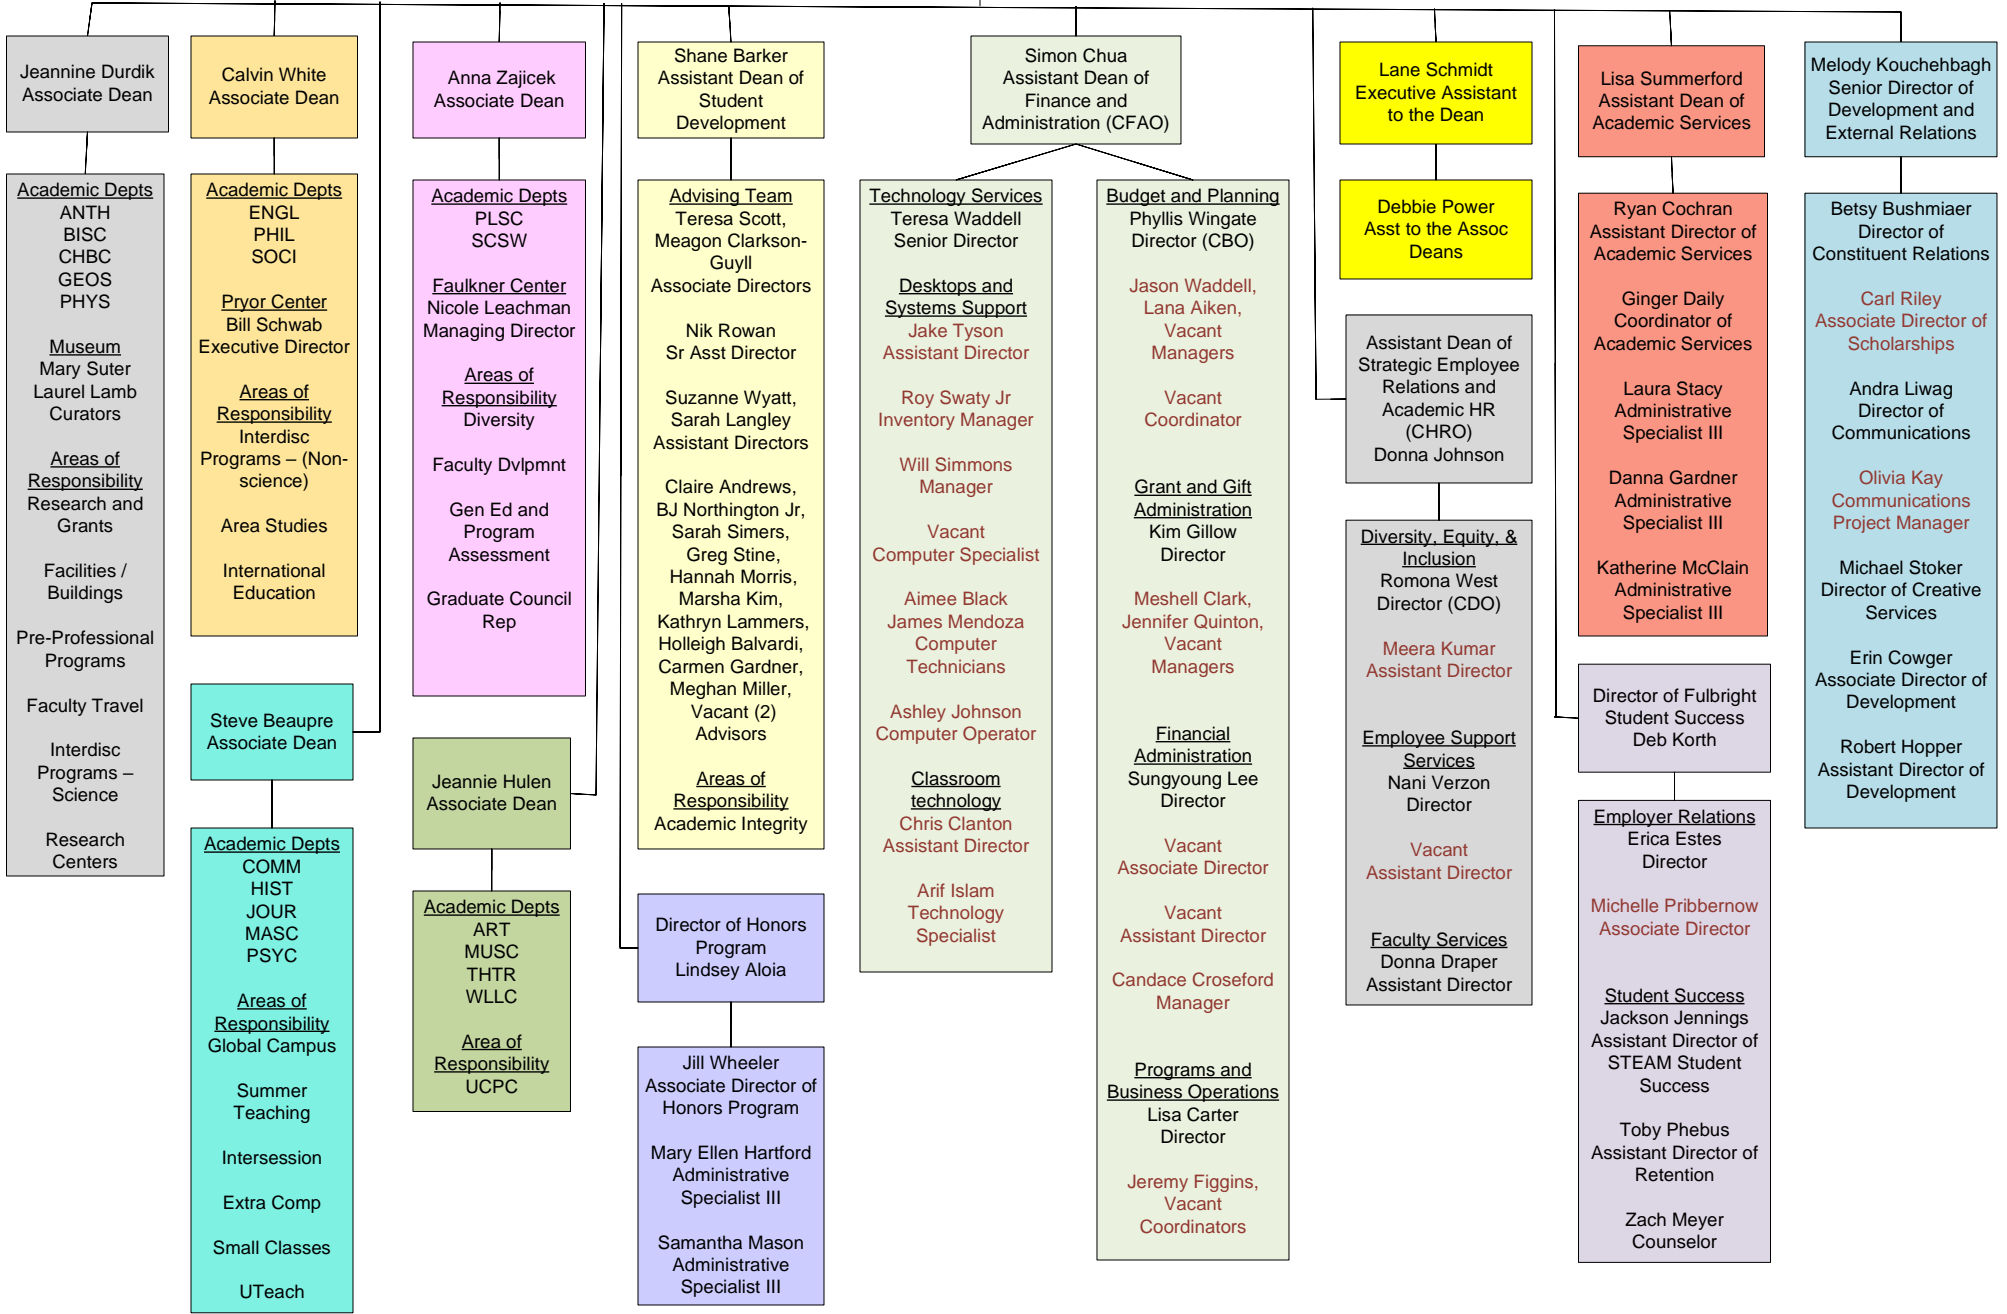 Jeannine Durdik
Associate Dean
Academic Depts
ANTH
BISC
CHBC
GEOS
PHYS
Museum
Mary Suter
Laurel Lamb
Curators
Areas of
Responsibility
Research and
Grants
Facilities /
Buildings
Pre-Professional
Programs
Faculty Travel
Interdisc
Programs –
Science
Research
Centers
Calvin White
Associate Dean
Academic Depts
ENGL
PHIL
SOCI
Pryor Center
Bill Schwab
Executive Director
Areas of
Responsibility
Interdisc
Programs – (Non-
science)
Area Studies
International
Education
Steve Beaupre
Associate Dean
Academic Depts
COMM
HIST
JOUR
MASC
PSYC
Areas of
Responsibility
Global Campus
Summer
Teaching
Intersession
Extra Comp
Small Classes
UTeach
Anna Zajicek
Associate Dean
Academic Depts
PLSC
SCSW
Faulkner Center
Nicole Leachman
Managing Director
Areas of
Responsibility
Diversity
Faculty Dvlpmnt
Gen Ed and
Program
Assessment
Graduate Council
Rep
Jeannie Hulen
Associate Dean
Academic Depts
ART
MUSC
THTR
WLLC
Area of
Responsibility
UCPC
Shane Barker
Assistant Dean of
Student
Development
Advising Team
Teresa Scott,
Meagon Clarkson-
Guyll
Associate Directors
Nik Rowan
Sr Asst Director
Suzanne Wyatt,
Sarah Langley
Assistant Directors
Claire Andrews,
BJ Northington Jr,
Sarah Simers,
Greg Stine,
Hannah Morris,
Marsha Kim,
Kathryn Lammers,
Holleigh Balvardi,
Carmen Gardner,
Meghan Miller,
Vacant (2)
Advisors
Areas of
Responsibility
Academic Integrity
Director of Honors
Program
Lindsey Aloia
Jill Wheeler
Associate Director of
Honors Program
Mary Ellen Hartford
Administrative
Specialist III
Samantha Mason
Administrative
Specialist III
Simon Chua
Assistant Dean of
Finance and
Administration (CFAO)
Technology Services
Teresa Waddell
Senior Director
Desktops and
Systems Support
Jake Tyson
Assistant Director
Roy Swaty Jr
Inventory Manager
Will Simmons
Manager
Vacant
Computer Specialist
Aimee Black
James Mendoza
Computer
Technicians
Ashley Johnson
Computer Operator
Classroom
technology
Chris Clanton
Assistant Director
Arif Islam
Technology
Specialist
Budget and Planning
Phyllis Wingate
Director (CBO)
Jason Waddell,
Lana Aiken,
Vacant
Managers
Vacant
Coordinator
Grant and Gift
Administration
Kim Gillow
Director
Meshell Clark,
Jennifer Quinton,
Vacant
Managers
Financial
Administration
Sungyoung Lee
Director
Vacant
Associate Director
Vacant
Assistant Director
Candace Croseford
Manager
Programs and
Business Operations
Lisa Carter
Director
Jeremy Figgins,
Vacant
Coordinators
Lane Schmidt
Executive Assistant
to the Dean
Debbie Power
Asst to the Assoc
Deans
Assistant Dean of
Strategic Employee
Relations and
Academic HR
(CHRO)
Donna Johnson
Diversity, Equity, &
Inclusion
Romona West
Director (CDO)
Meera Kumar
Assistant Director
Employee Support
Services
Nani Verzon
Director
Vacant
Assistant Director
Faculty Services
Donna Draper
Assistant Director
Lisa Summerford
Assistant Dean of
Academic Services
Ryan Cochran
Assistant Director of
Academic Services
Ginger Daily
Coordinator of
Academic Services
Laura Stacy
Administrative
Specialist III
Danna Gardner
Administrative
Specialist III
Katherine McClain
Administrative
Specialist III
Director of Fulbright
Student Success
Deb Korth
Employer Relations
Erica Estes
Director
Michelle Pribbernow
Associate Director
Student Success
Jackson Jennings
Assistant Director of
STEAM Student
Success
Toby Phebus
Assistant Director of
Retention
Zach Meyer
Counselor
Melody Kouchehbagh
Senior Director of
Development and
External Relations
Betsy Bushmiaer
Director of
Constituent Relations
Carl Riley
Associate Director of
Scholarships
Andra Liwag
Director of
Communications
Olivia Kay
Communications
Project Manager
Michael Stoker
Director of Creative
Services
Erin Cowger
Associate Director of
Development
Robert Hopper
Assistant Director of
Development